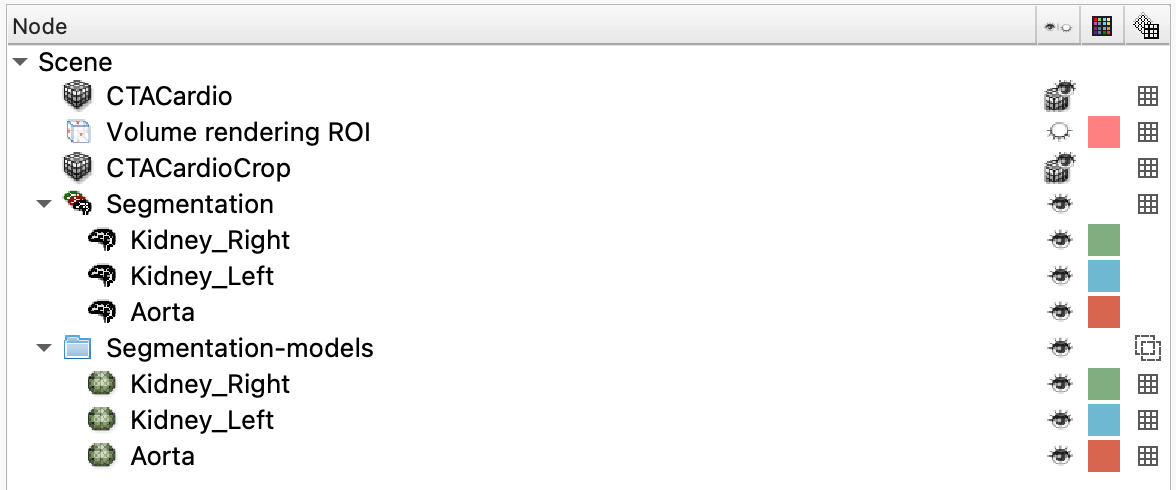 Node
Scene
CTACardio
Volume rendering ROI
CTACardioCrop
Segmentation
Kidney_Right
Kidney_Left
Aorta
Segmentation-models
Kidney_Right
Kidney_Left
Aorta